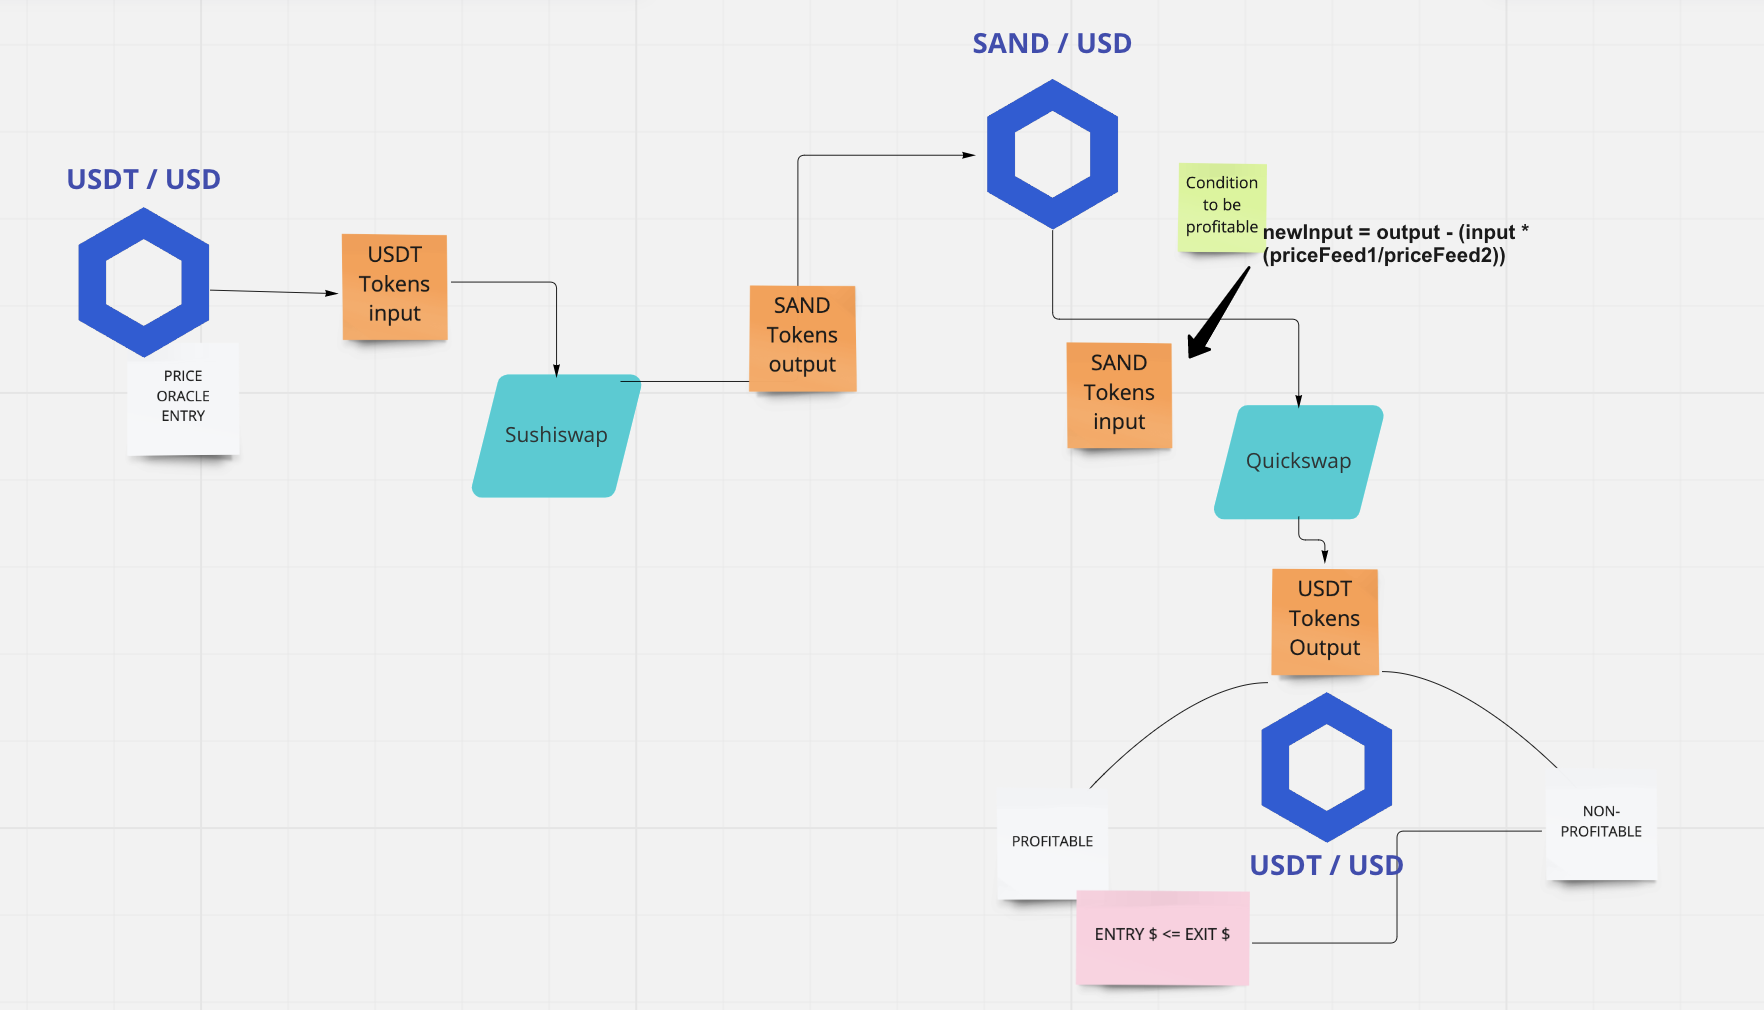 SAND / USD
USDT / USD
Condition
to be
profitable
newInput = output - (input *
(priceFeed1/priceFeed2))
USDT
Tokens
input
SAND
Tokens
output
SAND
Tokens
input
PRICE
ORACLE
ENTRY
Sushiswap
Quickswap
USDT
Tokens
Output
PROFITABLE
NON-
PROFITABLE
USDT / USD
ENTRY $ <= EXIT $